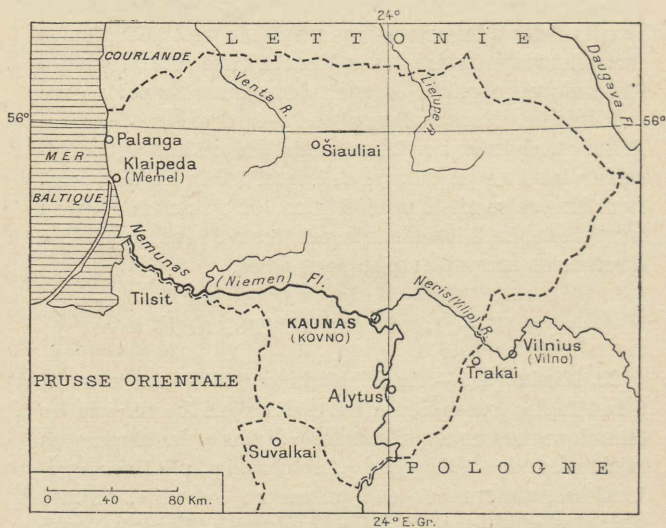 24°
LETTONIE
COURLANDE
Venta R.
Lielupe R.
Daugava Fl.
56°
56°
Palanga
Šiauliai
MER
BALTIQUE
Klaipeda
(Memel)
Nemunas
(Niemen) Fl.
Tilsit
KAUNAS
(KOVNO)
Neris (Vilip) R.
Vilnius
(Vilno)
Trakai
PRUSSE ORIENTALE
Alytus
Suvalkai
POLOGNE
0 40 80 Km.
24° E. Gr.